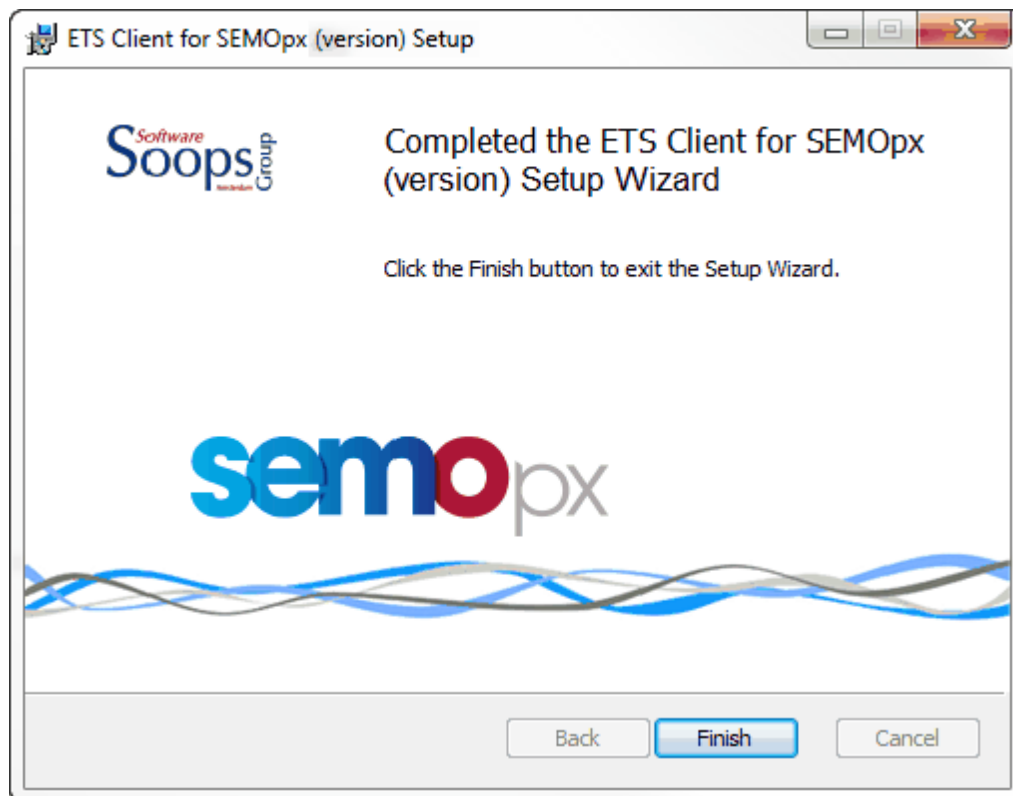 ETS Client for SEMOpx (version) Setup
Software
Soops
Group
Amsterdam
Completed the ETS Client for SEMOpx
(version) Setup Wizard
Click the Finish button to exit the Setup Wizard.
semopx
Back
Finish
Cancel